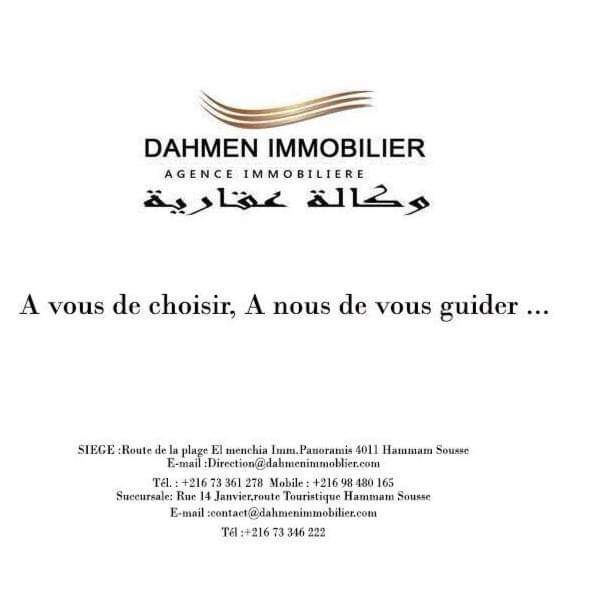 DAHMEN IMMOBILIER
AGENCE IMMOBILIERE
وكالة عقارية
A vous de choisir, A nous de vous guider ...
SIEGE :Route de la plage El menchia Imm.Panoramis 4011 Hammam Sousse
E-mail :Direction@dahmenimmoblier.com
Tél. : +216 73 361 278 Mobile : +216 98 480 165
Succursale: Rue 14 Janvier,route Touristique Hammam Sousse
E-mail :contact@dahmenimmobilier.com
Tél :+216 73 346 222